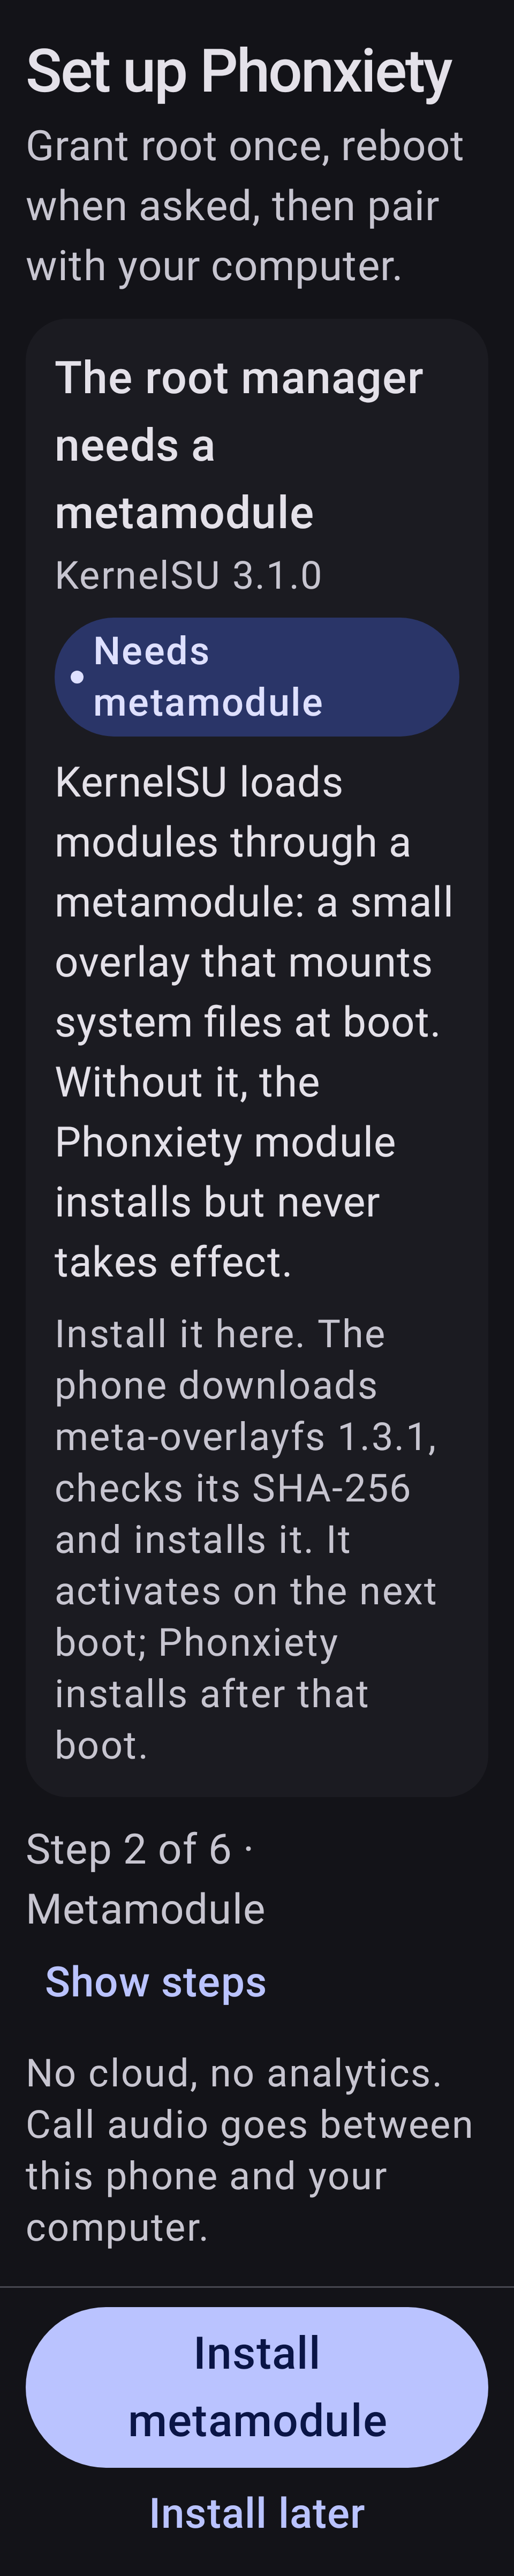 Set up Phonxiety
Grant root once, reboot
when asked, then pair
with your computer.
The root manager
needs a
metamodule
KernelSU 3.1.0
Needs
metamodule
KernelSU loads
modules through a
metamodule: a small
overlay that mounts
system files at boot.
Without it, the
Phonxiety module
installs but never
takes effect.
Install it here. The
phone downloads
meta-overlayfs 1.3.1,
checks its SHA-256
and installs it. It
activates on the next
boot; Phonxiety
installs after that
boot.
Step 2 of 6 ·
Metamodule
Show steps
No cloud, no analytics.
Call audio goes between
this phone and your
computer.
Install
metamodule
Install later